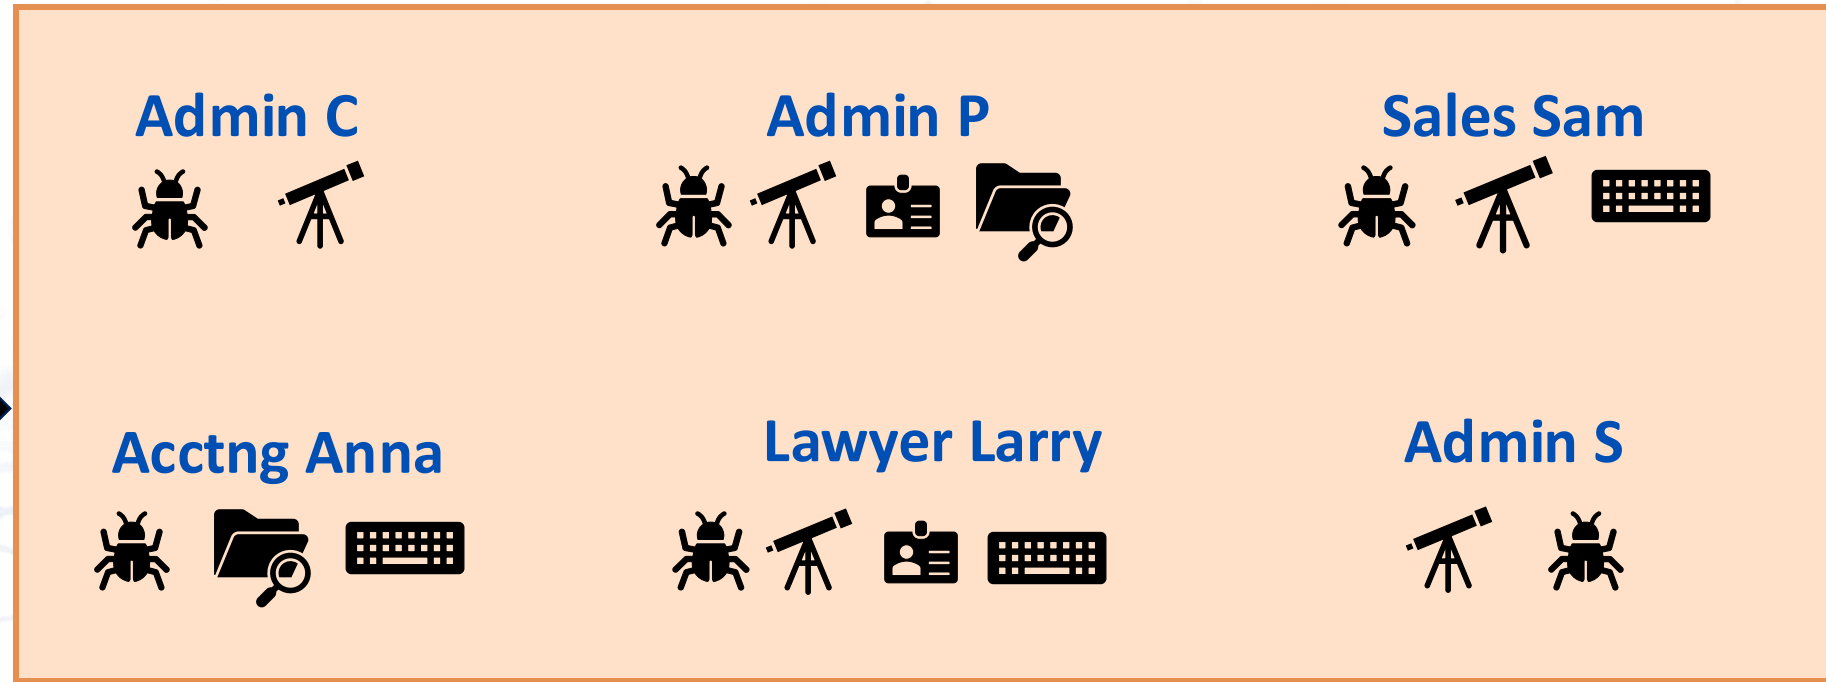 Admin C
Admin P
Sales Sam
Acctng Anna
Lawyer Larry
Admin S